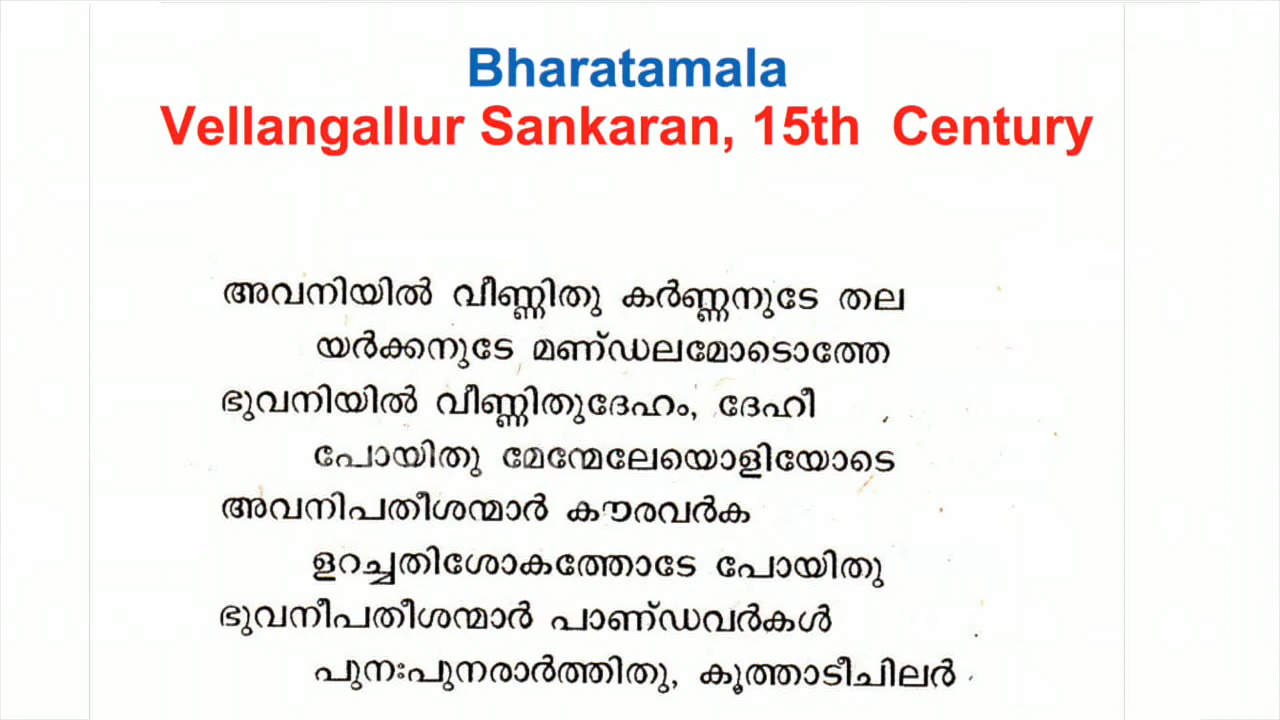 Bharatamala
Vellangallur Sankaran, 15th Century
അവനിയിൽ വീണ്ണിതു കർണ്ണനുടേ തല
യർക്കനുടേ മണ്ഡലമോടൊത്തേ
ഭുവനിയിൽ വീണ്ണിതുദേഹം, ദേഹീ
പോയിതു മേന്മേലേയൊളിയോടെ
അവനിപതീശന്മാർ കൗരവർക
ളറച്ചതിശോകത്തോടേ പോയിതു
ഭുവനീപതീശന്മാർ പാണ്ഡവർകൾ
പുനഃപുനരാർത്തിതു, കൂത്താടീചിലർ